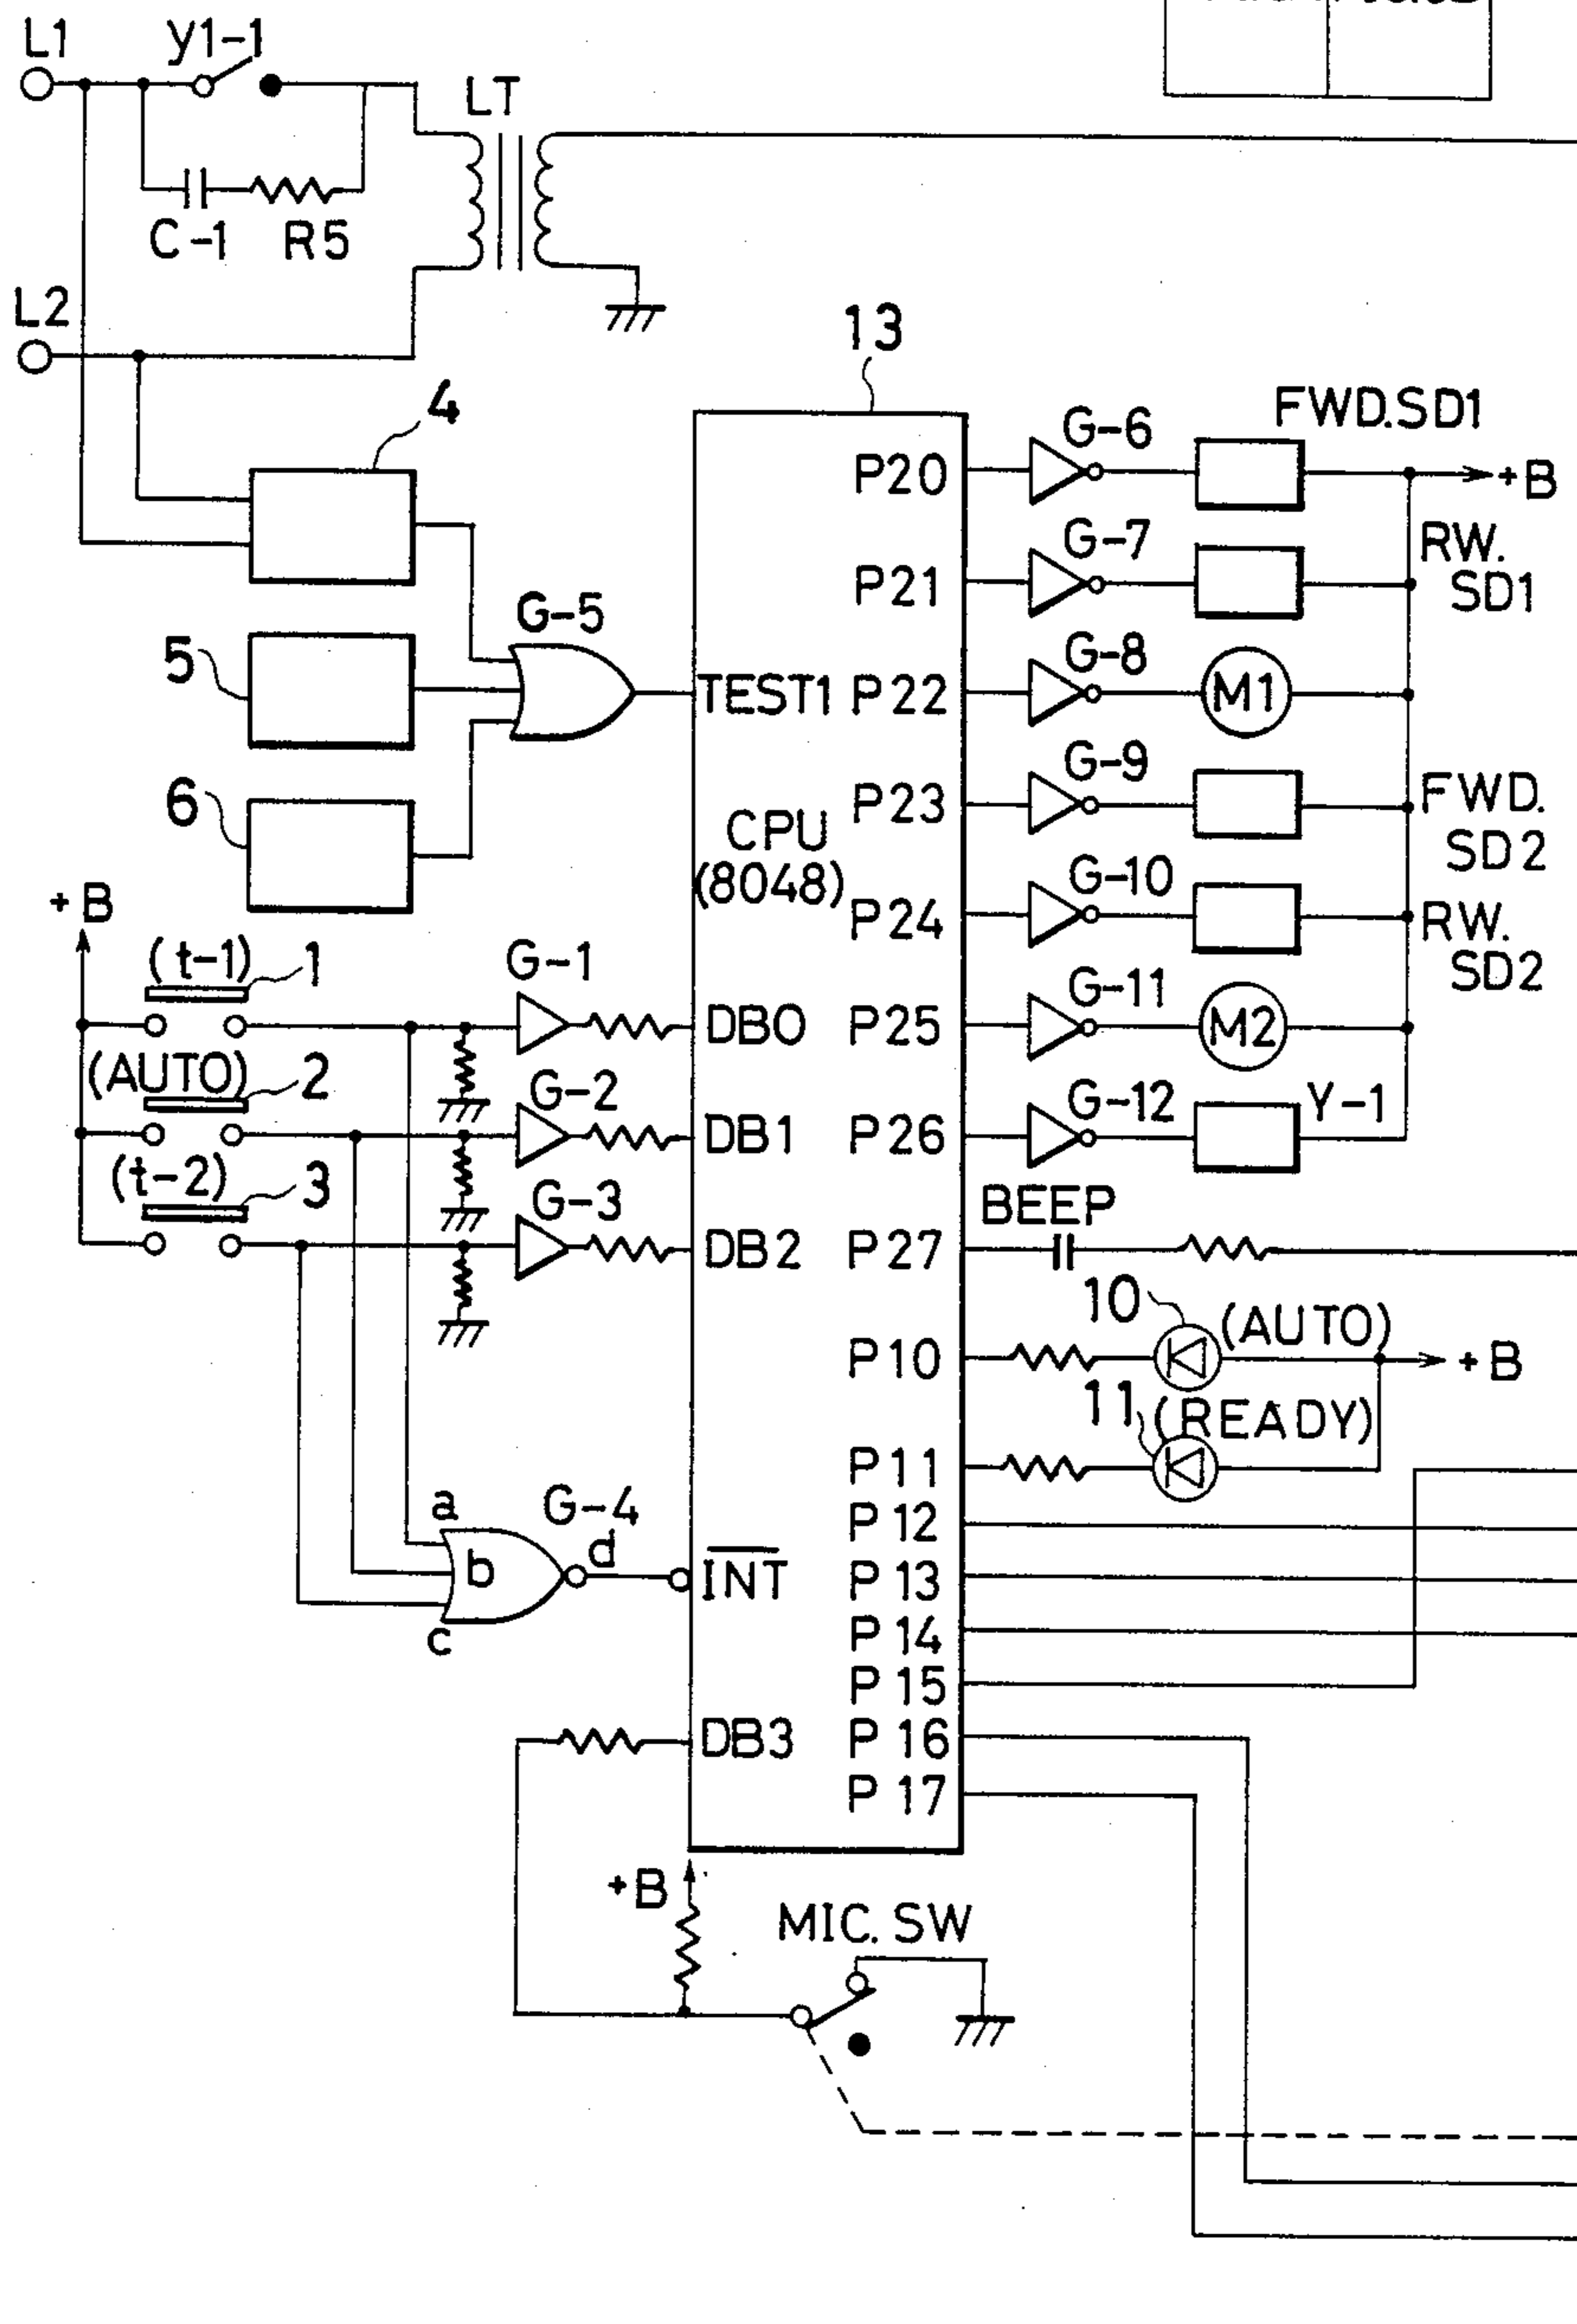 L1
y1-1
LT
C-1
R5
L2
13
4
FWD.SD1
P20
G-6
+B
P21
G-7
RW.
SD1
G-5
5
TEST1
P22
G-8
M1
6
P23
G-9
FWD.
SD2
CPU
(8048)
P24
G-10
RW.
SD2
+B
(t-1)
1
G-1
DB0
P25
G-11
M2
(AUTO)
2
G-2
DB1
P26
G-12
Y-1
(t-2)
3
G-3
DB2
P27
BEEP
10
(AUTO)
P10
+B
11
(READY)
P11
a
G-4
P12
b
d
INT
P13
c
P14
P15
DB3
P16
P17
+B
MIC. SW